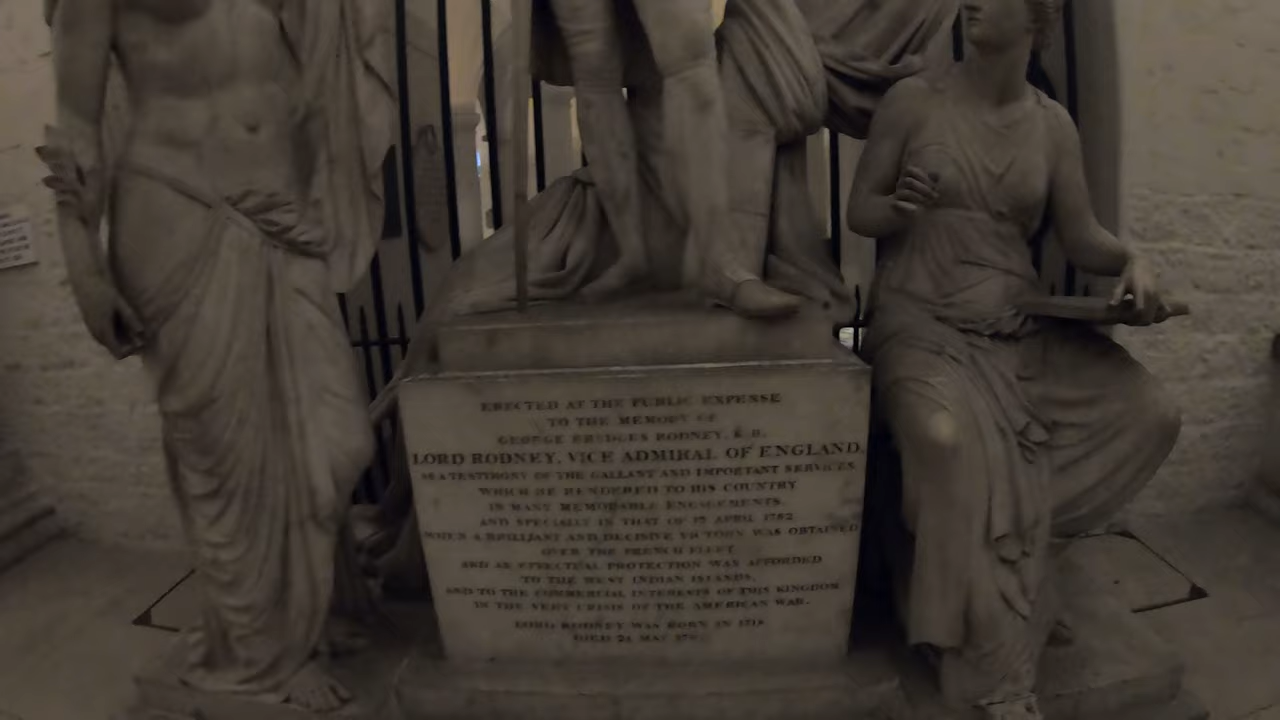 ERECTED AT THE PUBLIC EXPENSE
TO THE MEMORY OF
GEORGE BRYDGES RODNEY, K.B.
LORD RODNEY, VICE ADMIRAL OF ENGLAND,
AS A TESTIMONY OF THE GALLANT AND IMPORTANT SERVICES
WHICH HE RENDERED TO HIS COUNTRY
IN MANY MEMORABLE ENGAGEMENTS,
AND SPECIALLY IN THAT OF 12 APRIL 1782
WHEN A BRILLIANT AND DECISIVE VICTORY WAS OBTAINED
OVER THE FRENCH FLEET
AND AN EFFECTUAL PROTECTION WAS AFFORDED
TO THE WEST INDIAN ISLANDS,
AND TO THE COMMERCIAL INTERESTS OF THIS KINGDOM
IN THE VERY CRISIS OF THE AMERICAN WAR.
LORD RODNEY WAS BORN IN 1718
DIED 24 MAY